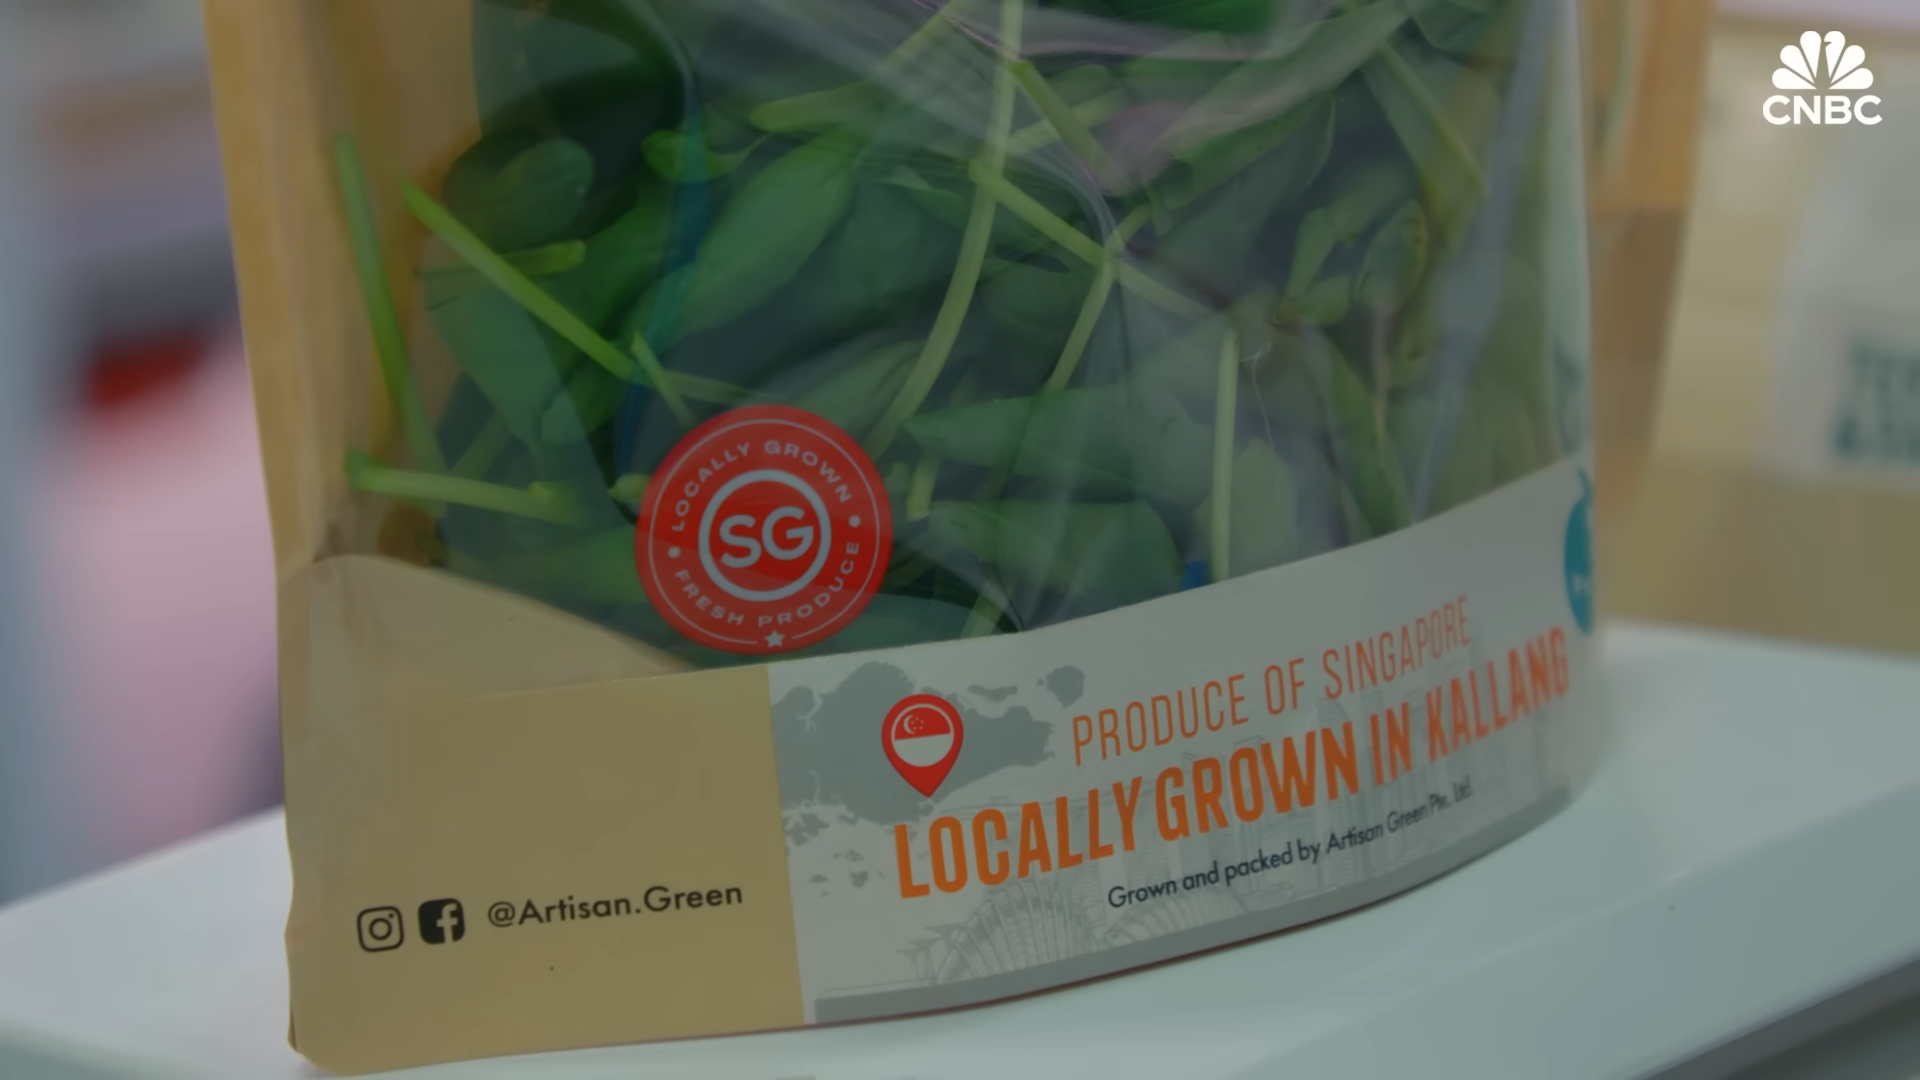 CNBC
LOCALLY GROWN
SG
FRESH PRODUCE
PRODUCE OF SINGAPORE
LOCALLY GROWN IN KALLANG
Grown and packed by Artisan Green Pte. Ltd.
@Artisan.Green